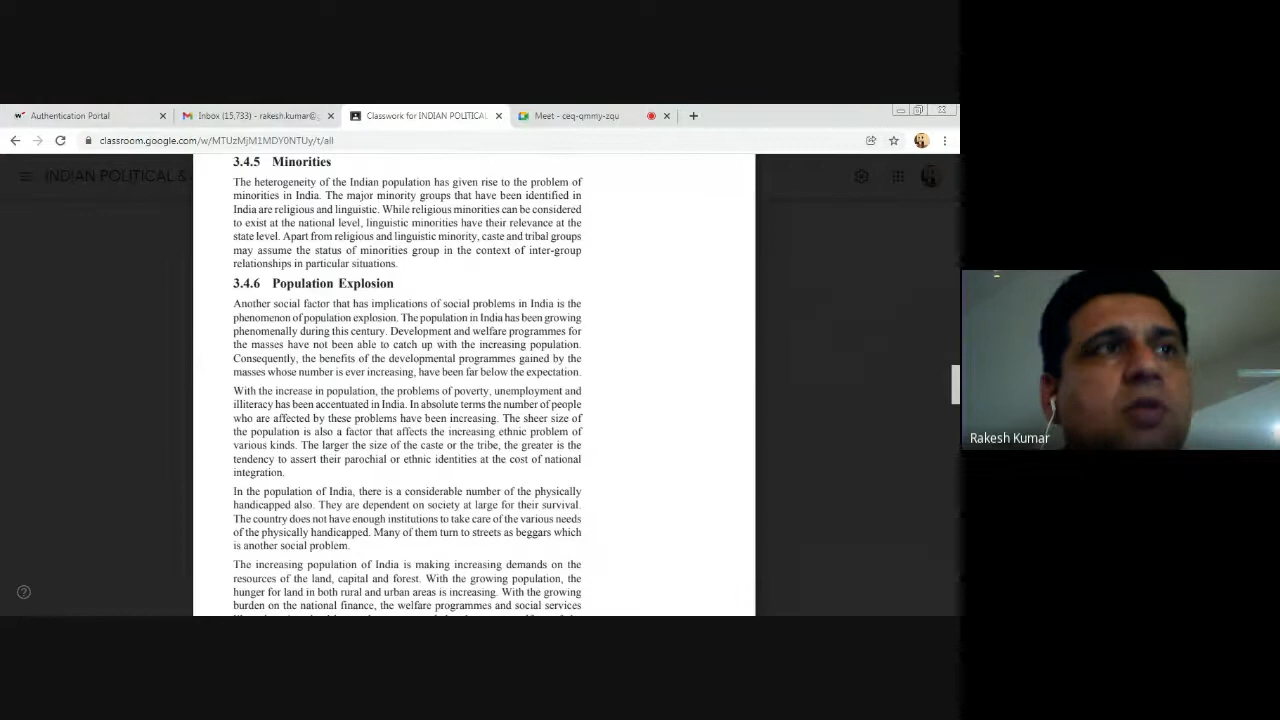 Authentication Portal
Inbox (15,733) - rakesh.kumar@g
Classwork for INDIAN POLITICAL
Meet - ceq-qmmy-zqu
classroom.google.com/w/MTUzMjM1MDY0NTUy/t/all
INDIAN POLITICAL &
3.4.5 Minorities
The heterogeneity of the Indian population has given rise to the problem of
minorities in India. The major minority groups that have been identified in
India are religious and linguistic. While religious minorities can be considered
to exist at the national level, linguistic minorities have their relevance at the
state level. Apart from religious and linguistic minority, caste and tribal groups
may assume the status of minorities group in the context of inter-group
relationships in particular situations.
3.4.6 Population Explosion
Another social factor that has implications of social problems in India is the
phenomenon of population explosion. The population in India has been growing
phenomenally during this century. Development and welfare programmes for
the masses have not been able to catch up with the increasing population.
Consequently, the benefits of the developmental programmes gained by the
masses whose number is ever increasing, have been far below the expectation.
With the increase in population, the problems of poverty, unemployment and
illiteracy has been accentuated in India. In absolute terms the number of people
who are affected by these problems have been increasing. The sheer size of
the population is also a factor that affects the increasing ethnic problem of
various kinds. The larger the size of the caste or the tribe, the greater is the
tendency to assert their parochial or ethnic identities at the cost of national
integration.
In the population of India, there is a considerable number of the physically
handicapped also. They are dependent on society at large for their survival.
The country does not have enough institutions to take care of the various needs
of the physically handicapped. Many of them turn to streets as beggars which
is another social problem.
The increasing population of India is making increasing demands on the
resources of the land, capital and forest. With the growing population, the
hunger for land in both rural and urban areas is increasing. With the growing
burden on the national finance, the welfare programmes and social services
Rakesh Kumar